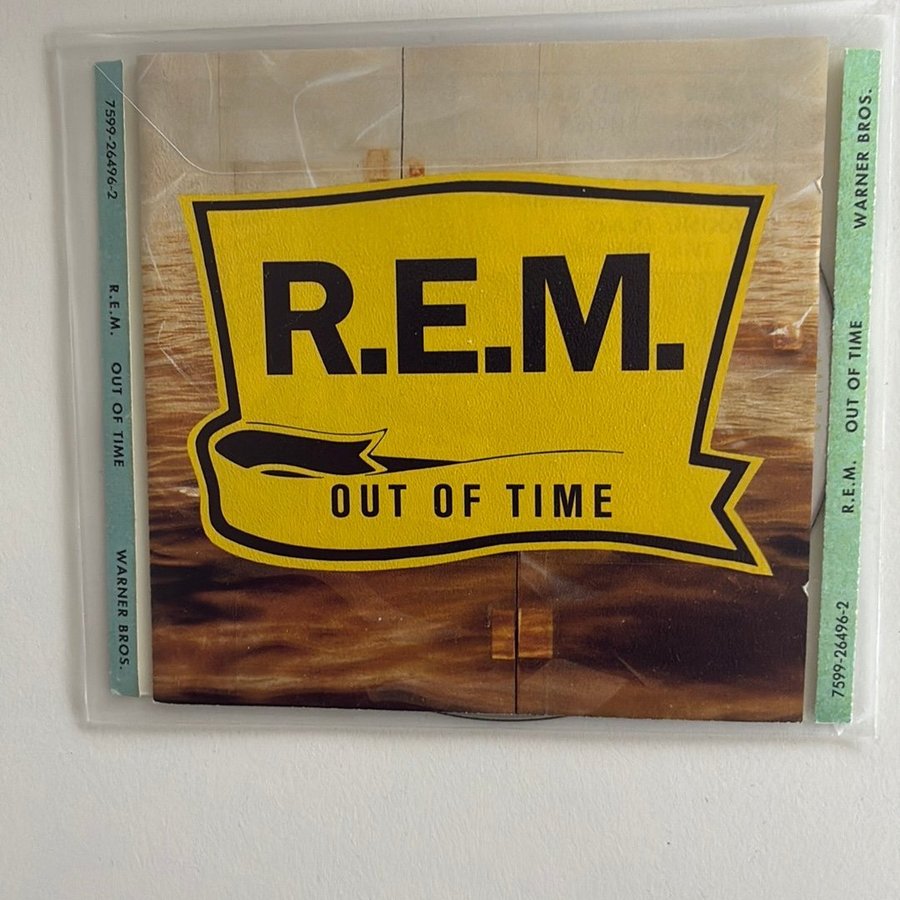 7599-26496-2 R.E.M. OUT OF TIME WARNER BROS.
R.E.M.
OUT OF TIME
7599-26496-2 R.E.M. OUT OF TIME WARNER BROS.